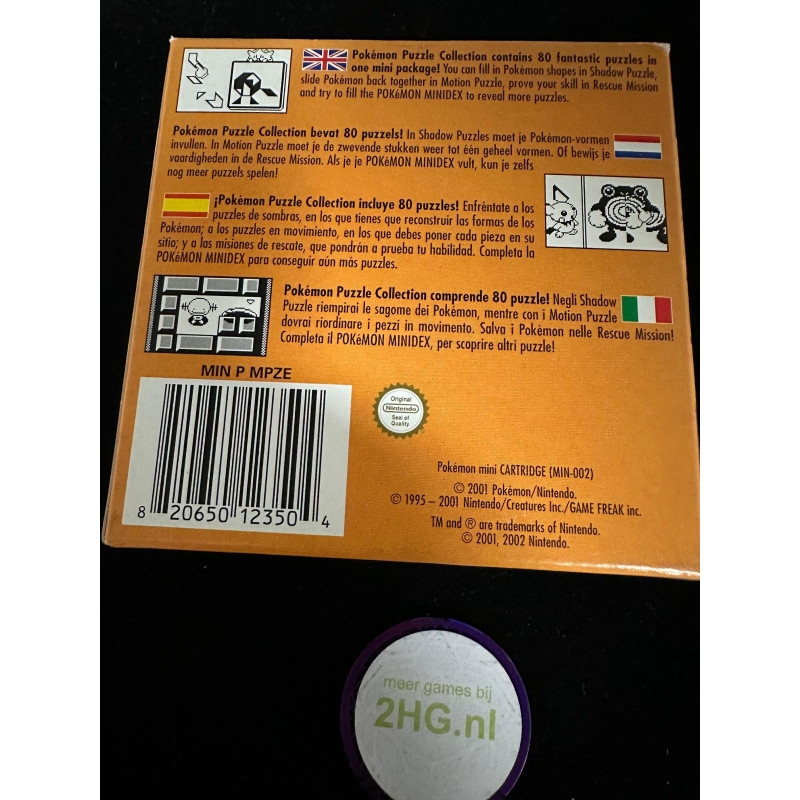 Pokémon Puzzle Collection contains 80 fantastic puzzles in
one mini package! You can fill in Pokémon shapes in Shadow Puzzle,
slide Pokémon back together in Motion Puzzle, prove your skill in Rescue Mission
and try to fill the POKéMON MINIDEX to reveal more puzzles.
Pokémon Puzzle Collection bevat 80 puzzels! In Shadow Puzzles moet je Pokémon-vormen
invullen. In Motion Puzzle moet je de zwevende stukken weer tot één geheel vormen. Of bewijs je
vaardigheden in de Rescue Mission. Als je je POKéMON MINIDEX vult, kun je zelfs
nog meer puzzels spelen!
¡Pokémon Puzzle Collection incluye 80 puzzles! Enfréntate a los
puzzles de sombras, en los que tienes que reconstruir las formas de los
Pokémon; a los puzzles en movimiento, en los que debes poner cada pieza en su
sitio; y a las misiones de rescate, que pondrán a prueba tu habilidad. Completa la
POKéMON MINIDEX para conseguir aún más puzzles.
Pokémon Puzzle Collection comprende 80 puzzle! Negli Shadow
Puzzle riempirai le sagome dei Pokémon, mentre con i Motion Puzzle
dovrai riordinare i pezzi in movimento. Salva i Pokémon nelle Rescue Mission!
Completa il POKéMON MINIDEX, per scoprire altri puzzle!
MIN P MPZE
8 20650 12350 4
Original
Nintendo
Seal of
Quality
Pokémon mini CARTRIDGE (MIN-002)
© 2001 Pokémon/Nintendo.
© 1995 – 2001 Nintendo/Creatures Inc./GAME FREAK inc.
TM and ® are trademarks of Nintendo.
© 2001, 2002 Nintendo.
meer games bij
2HG.nl